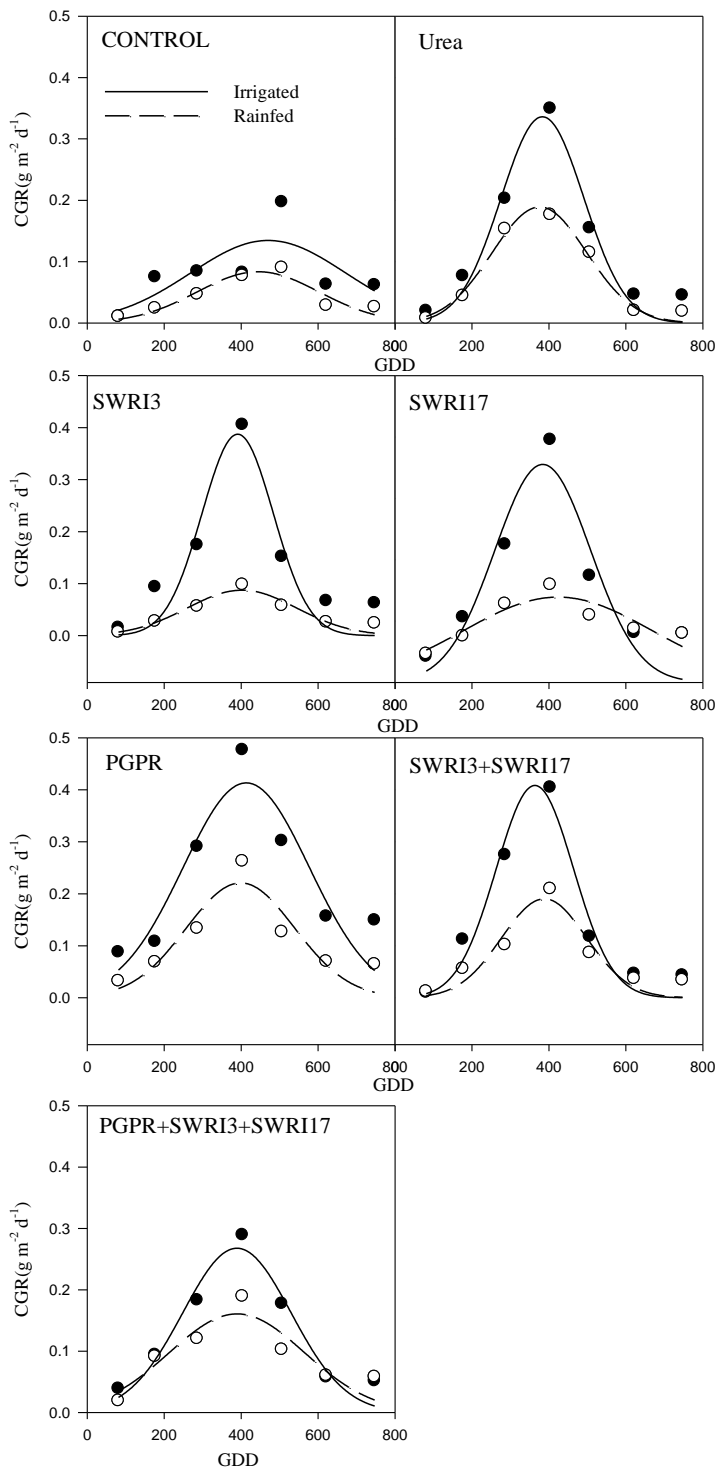 0.5
CONTROL
Urea
0.4
Irrigated
Rainfed
0.3
CGR(g m-2 d-1)
0.2
0.1
0.0
0 200 400 600 800 0 200 400 600 800
GDD
0.5
SWRI3
SWRI17
0.4
0.3
CGR(g m-2 d-1)
0.2
0.1
0.0
0 200 400 600 800 0 200 400 600 800
GDD
0.5
PGPR
SWRI3+SWRI17
0.4
0.3
CGR(g m-2 d-1)
0.2
0.1
0.0
0 200 400 600 800 0 200 400 600 800
GDD
0.5
PGPR+SWRI3+SWRI17
0.4
0.3
CGR(g m-2 d-1)
0.2
0.1
0.0
0 200 400 600 800
GDD